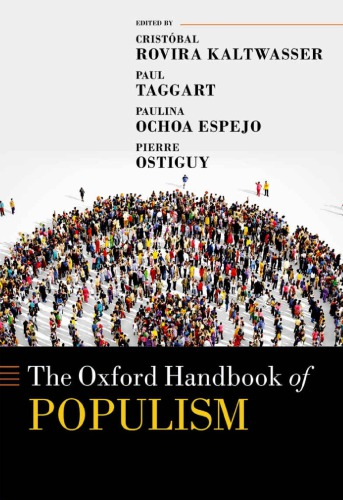 EDITED BY
CRISTÓBAL
ROVIRA KALTWASSER
PAUL
TAGGART
PAULINA
OCHOA ESPEJO
PIERRE
OSTIGUY
The Oxford Handbook of
POPULISM